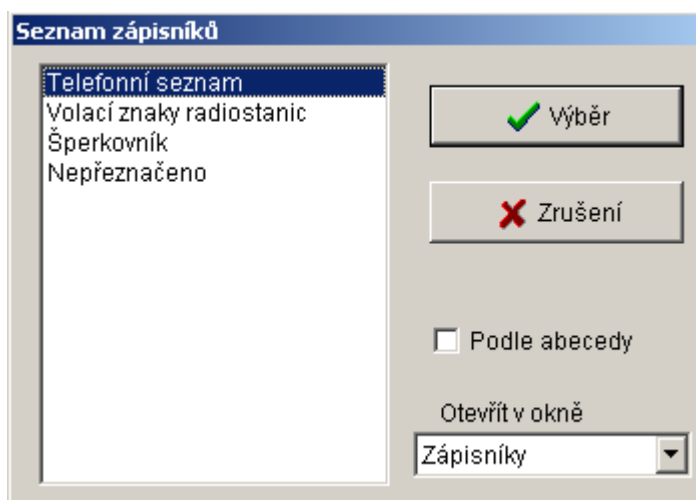 Seznam zápisníků
Telefonní seznam
Volací znaky radiostanic
Šperkovník
Nepřeznačeno
Výběr
Zrušení
Podle abecedy
Otevřít v okně
Zápisníky